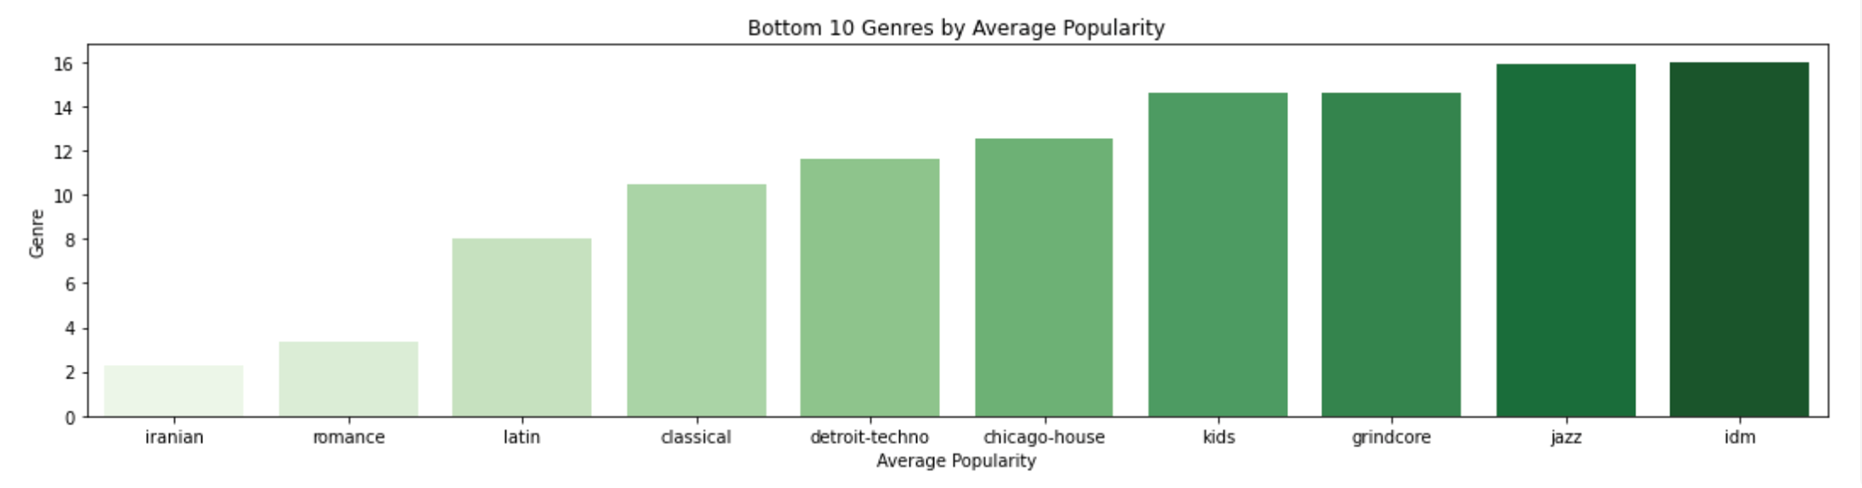 Bottom 10 Genres by Average Popularity
16
14
12
10
8
6
4
2
0
Genre
iranian romance latin classical detroit-techno chicago-house kids grindcore jazz idm
Average Popularity